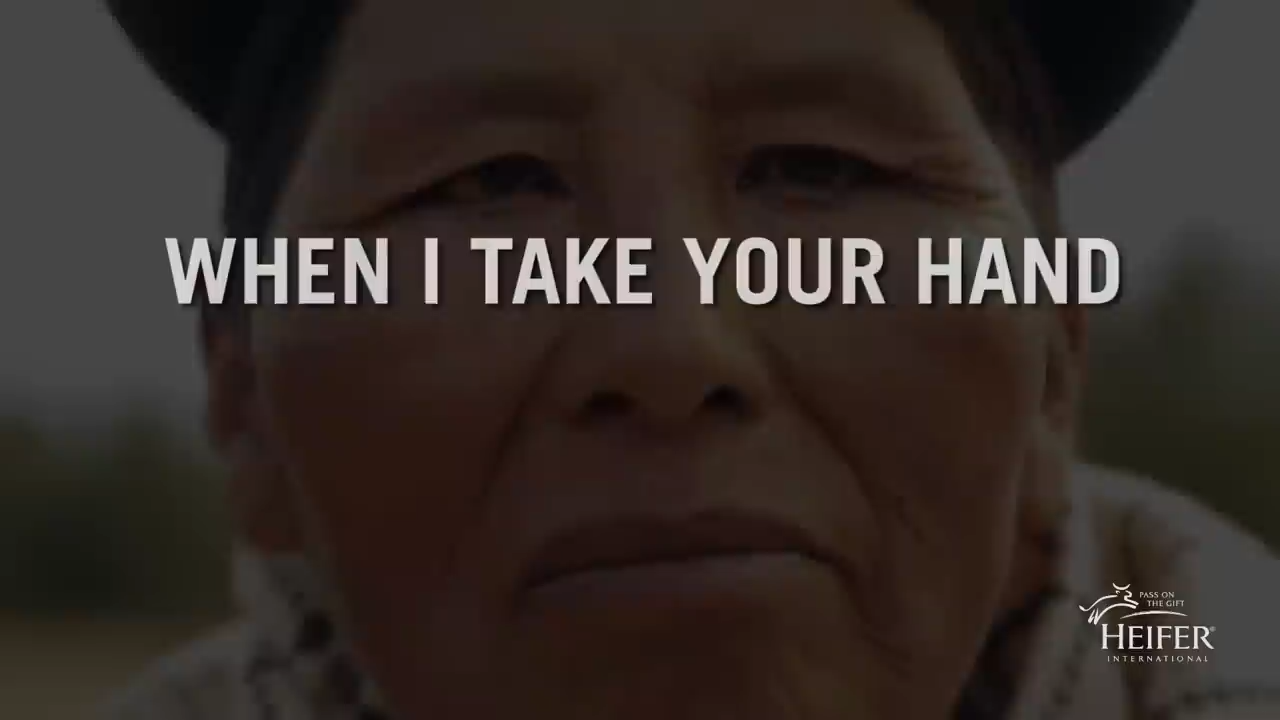 WHEN I TAKE YOUR HAND
PASS ON
THE GIFT
HEIFER®
INTERNATIONAL